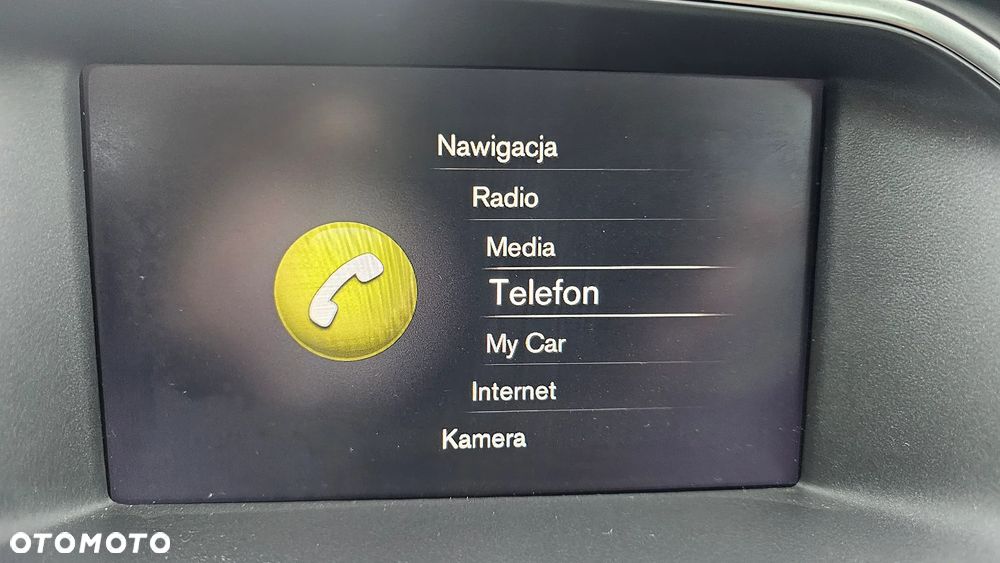 Nawigacja
Radio
Media
Telefon
My Car
Internet
Kamera
OTOMOTO